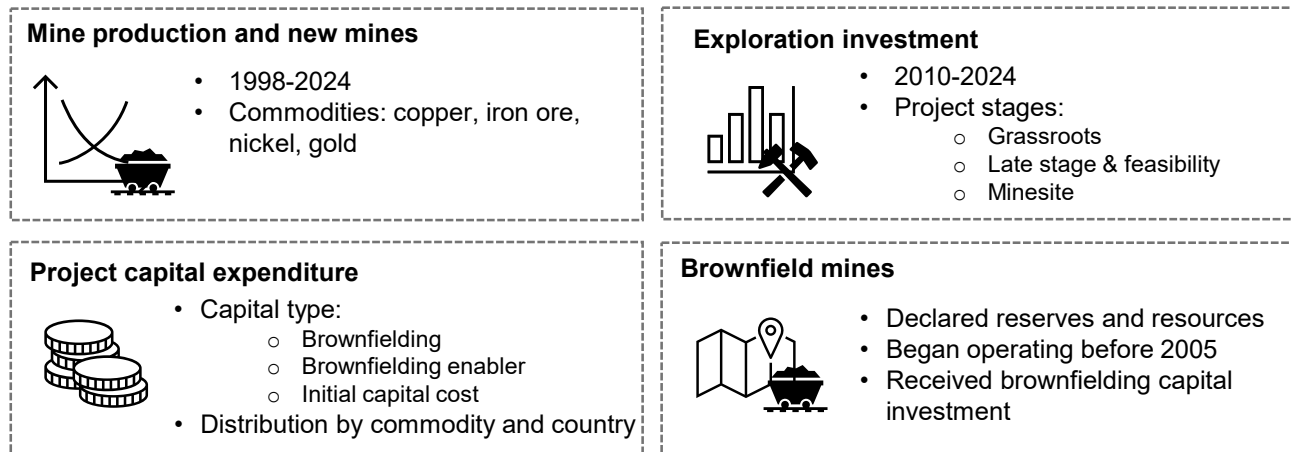 Mine production and new mines
• 1998-2024
• Commodities: copper, iron ore,
nickel, gold
Exploration investment
• 2010-2024
• Project stages:
o Grassroots
o Late stage & feasibility
o Minesite
Project capital expenditure
• Capital type:
o Brownfielding
o Brownfielding enabler
o Initial capital cost
• Distribution by commodity and country
Brownfield mines
• Declared reserves and resources
• Began operating before 2005
• Received brownfielding capital
investment